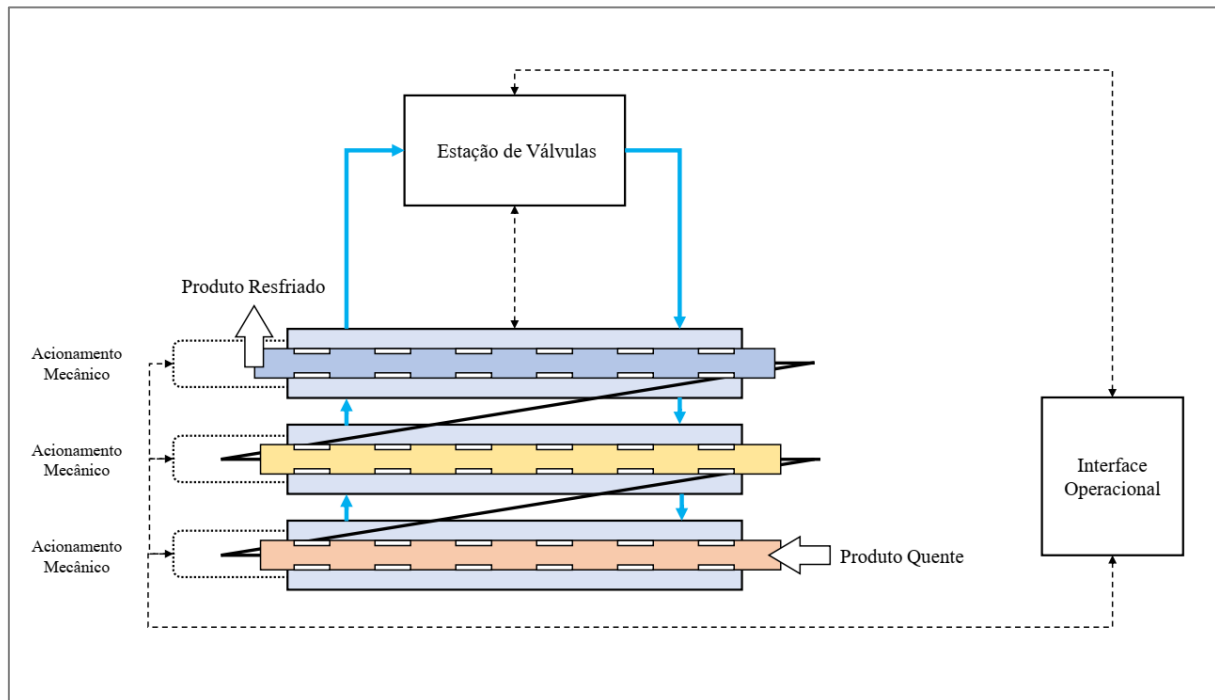 Estação de Válvulas
Produto Resfriado
Acionamento
Mecânico
Acionamento
Mecânico
Interface
Operacional
Acionamento
Mecânico
Produto Quente